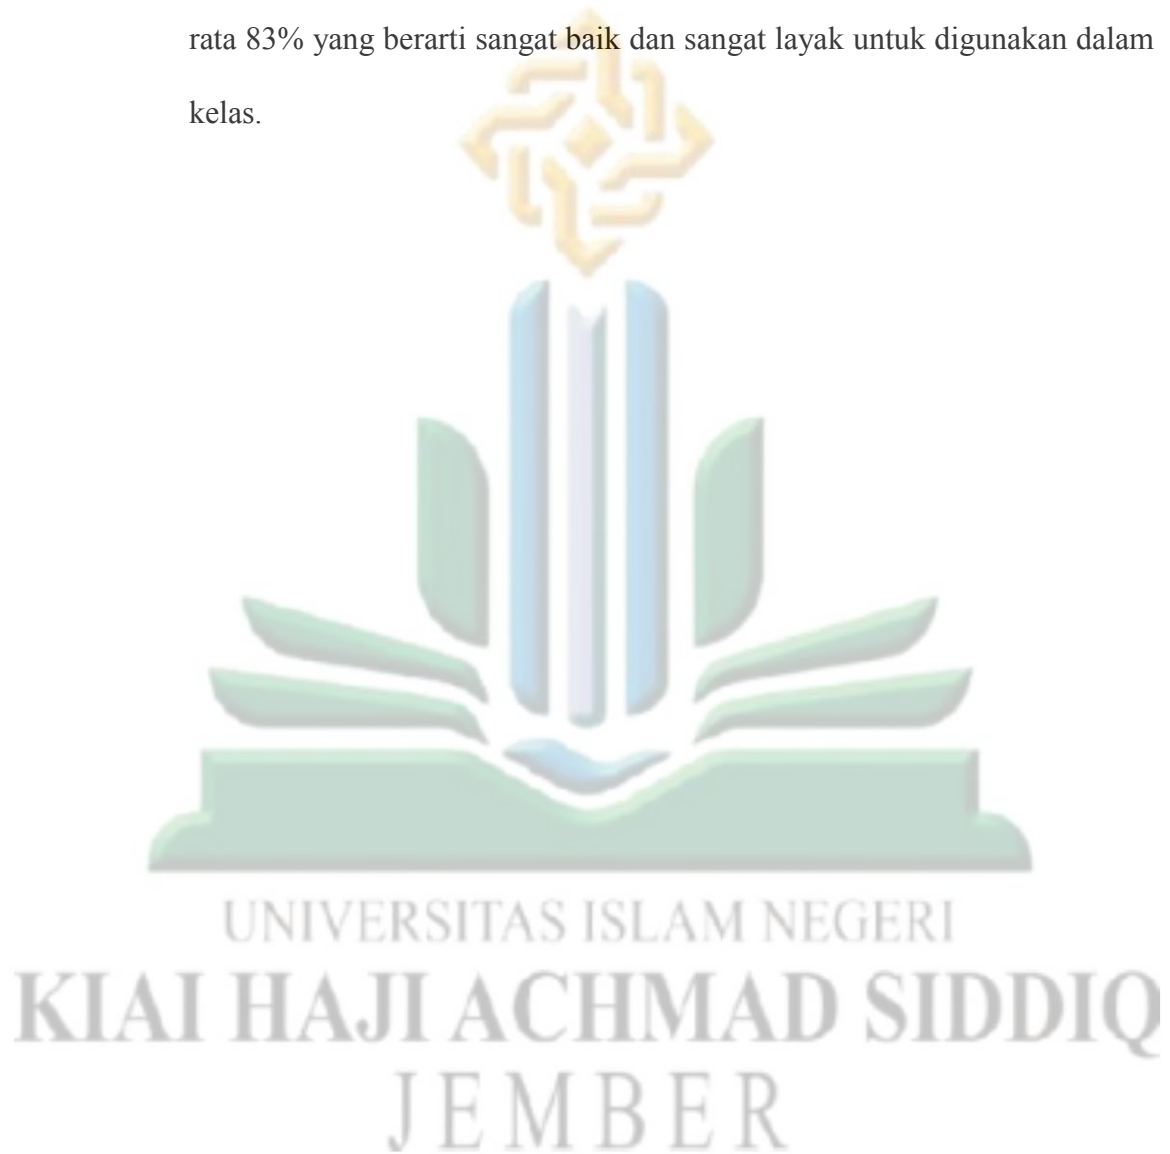 rata 83% yang berarti sangat baik dan sangat layak untuk digunakan dalam
kelas.
UNIVERSITAS ISLAM NEGERI
KIAI HAJI ACHMAD SIDDIQ
JEMBER